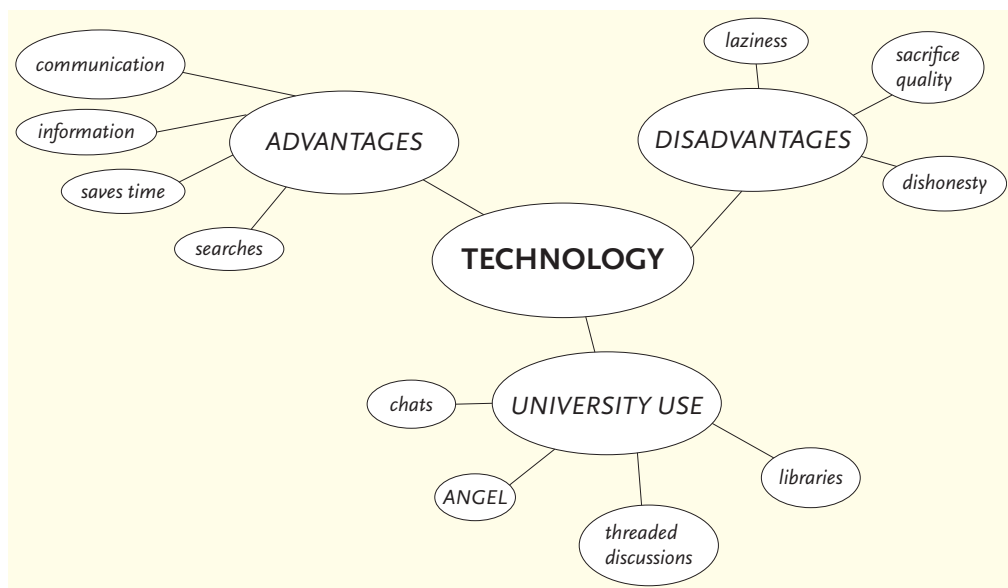 communication
information
saves time
searches
ADVANTAGES
laziness
sacrifice
quality
dishonesty
DISADVANTAGES
TECHNOLOGY
chats
UNIVERSITY USE
ANGEL
threaded
discussions
libraries